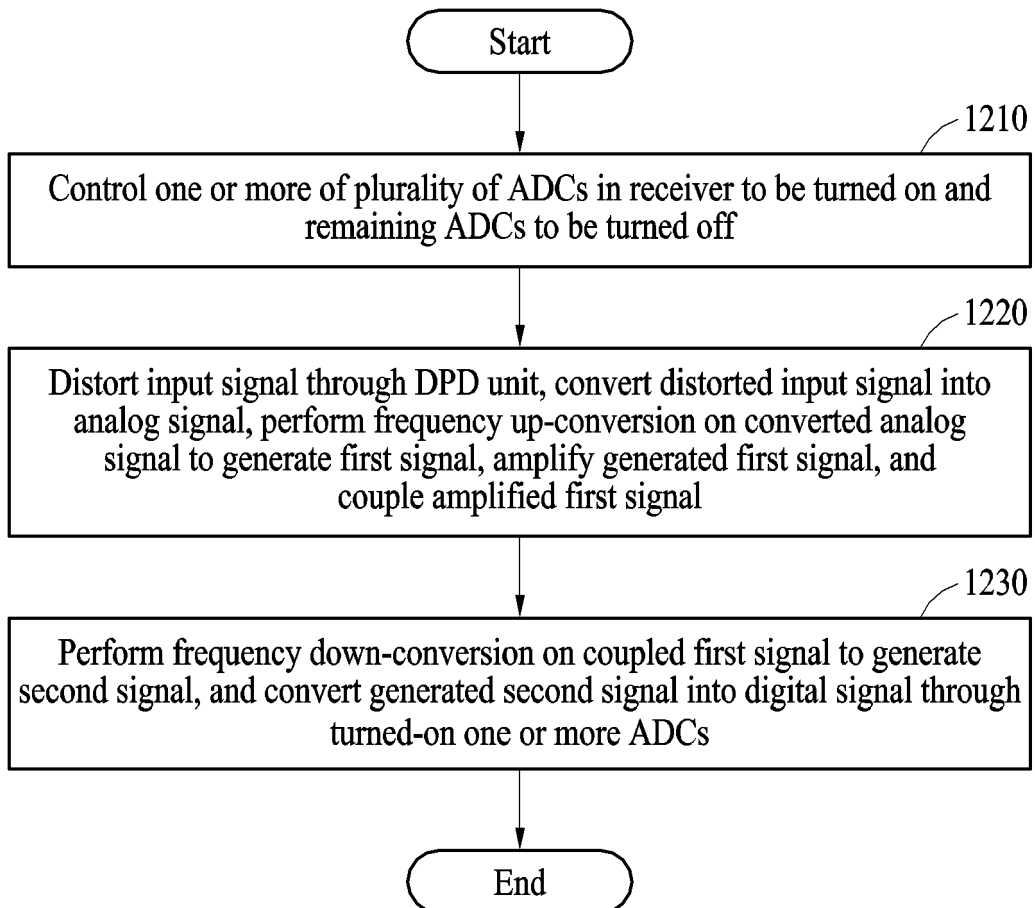 Start
1210
Control one or more of plurality of ADCs in receiver to be turned on and
remaining ADCs to be turned off
1220
Distort input signal through DPD unit, convert distorted input signal into
analog signal, perform frequency up-conversion on converted analog
signal to generate first signal, amplify generated first signal, and
couple amplified first signal
1230
Perform frequency down-conversion on coupled first signal to generate
second signal, and convert generated second signal into digital signal through
turned-on one or more ADCs
End